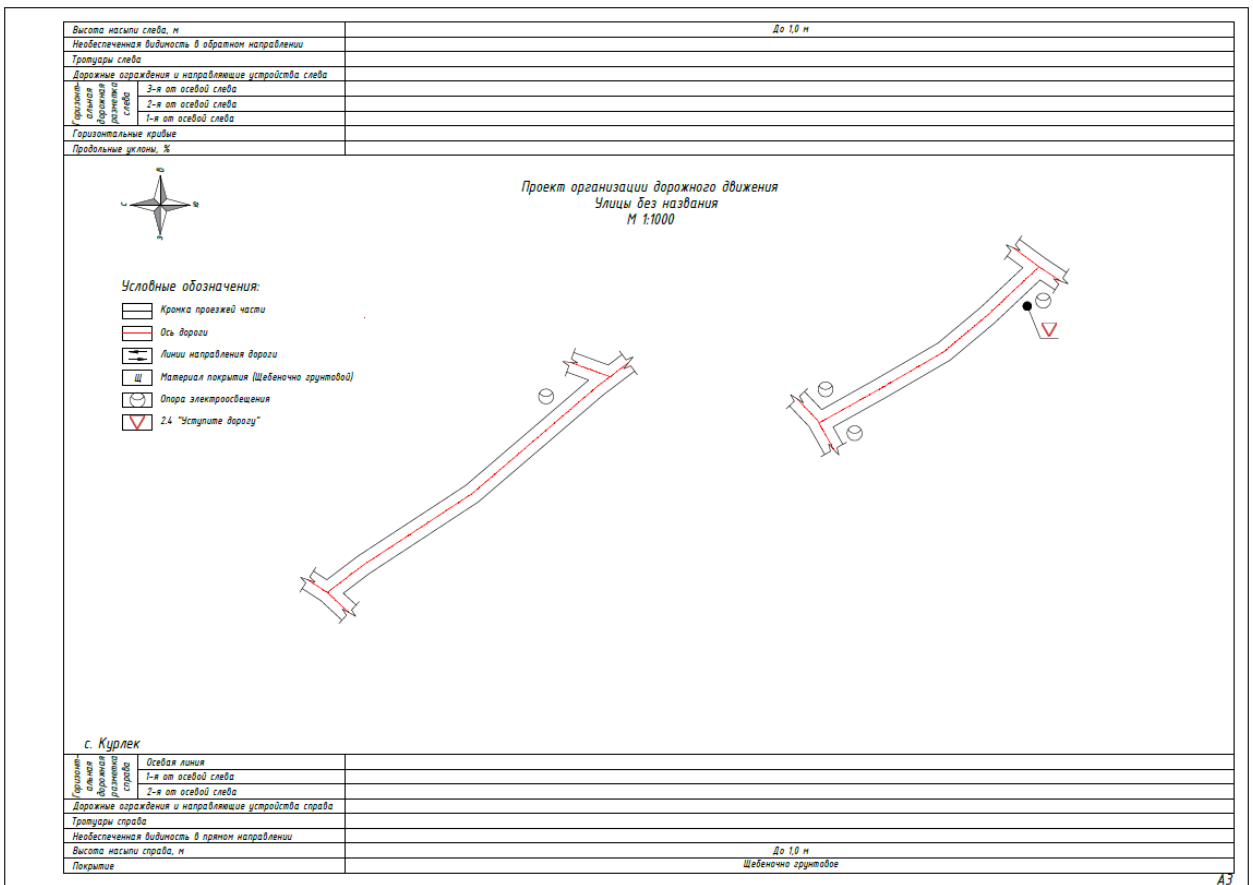 Высота насыпи слева, м
До 1,0 м
Необеспеченная видимость в обратном направлении
Тротуары слева
Дорожные ограждения и направляющие устройства слева
Горизонт-
альная
дорожная
разметка
слева
3-я от осевой слева
2-я от осевой слева
1-я от осевой слева
Горизонтальные кривые
Продольные уклоны, %
В
С
Ю
З
Проект организации дорожного движения
Улицы без названия
М 1:1000
Условные обозначения:
Кромка проезжей части
Ось дороги
Линии направления дороги
Щ
Материал покрытия (Щебеночно грунтовой)
Опора электроосвещения
2.4 "Уступите дорогу"
с. Курлек
Горизонт-
альная
дорожная
разметка
справа
Осевая линия
1-я от осевой слева
2-я от осевой слева
Дорожные ограждения и направляющие устройства справа
Тротуары справа
Необеспеченная видимость в прямом направлении
Высота насыпи справа, м
До 1,0 м
Покрытие
Щебеночно грунтовое
А3